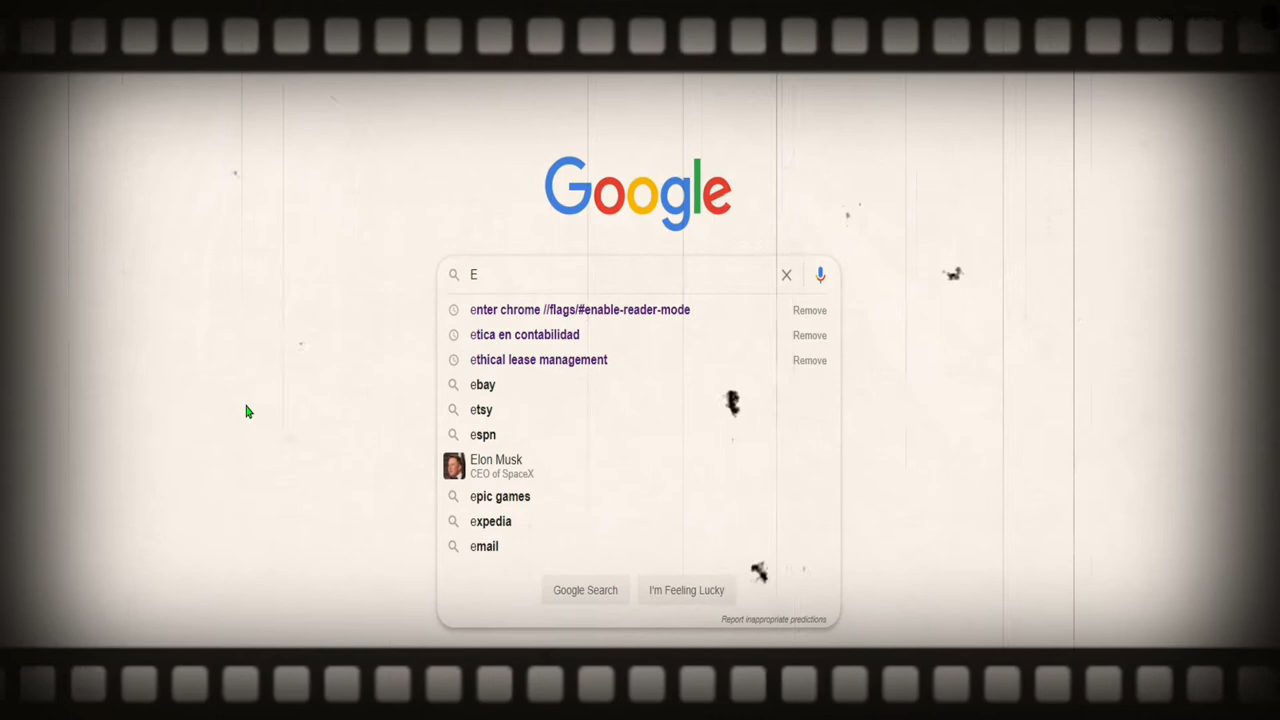 Google
E
enter chrome //flags/#enable-reader-mode Remove
etica en contabilidad Remove
ethical lease management Remove
ebay
etsy
espn
Elon Musk
CEO of SpaceX
epic games
expedia
email
Google Search I'm Feeling Lucky
Report inappropriate predictions